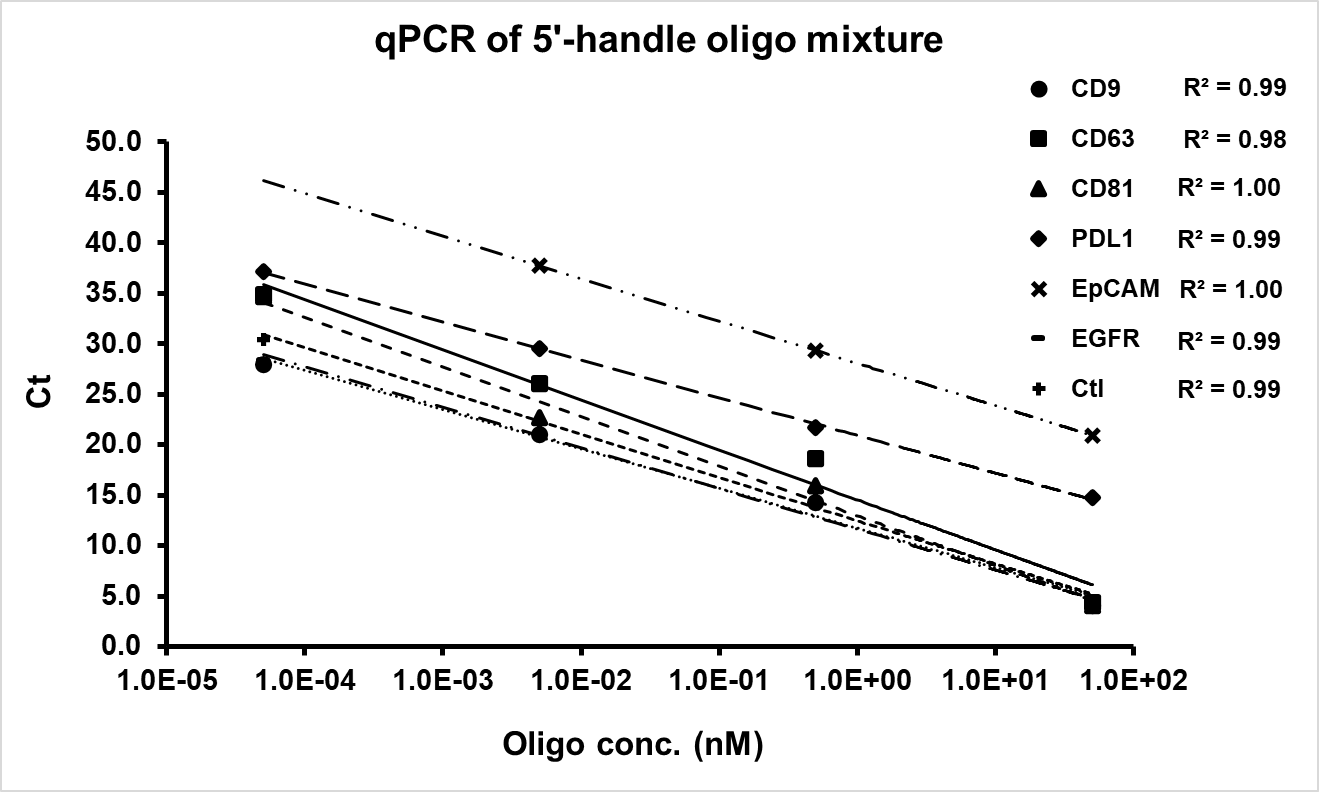 qPCR of 5'-handle oligo mixture
CD9 R² = 0.99
CD63 R² = 0.98
CD81 R² = 1.00
PDL1 R² = 0.99
EpCAM R² = 1.00
EGFR R² = 0.99
Ctl R² = 0.99
50.0
45.0
40.0
35.0
30.0
25.0
20.0
15.0
10.0
5.0
0.0
Ct
1.0E-05 1.0E-04 1.0E-03 1.0E-02 1.0E-01 1.0E+00 1.0E+01 1.0E+02
Oligo conc. (nM)